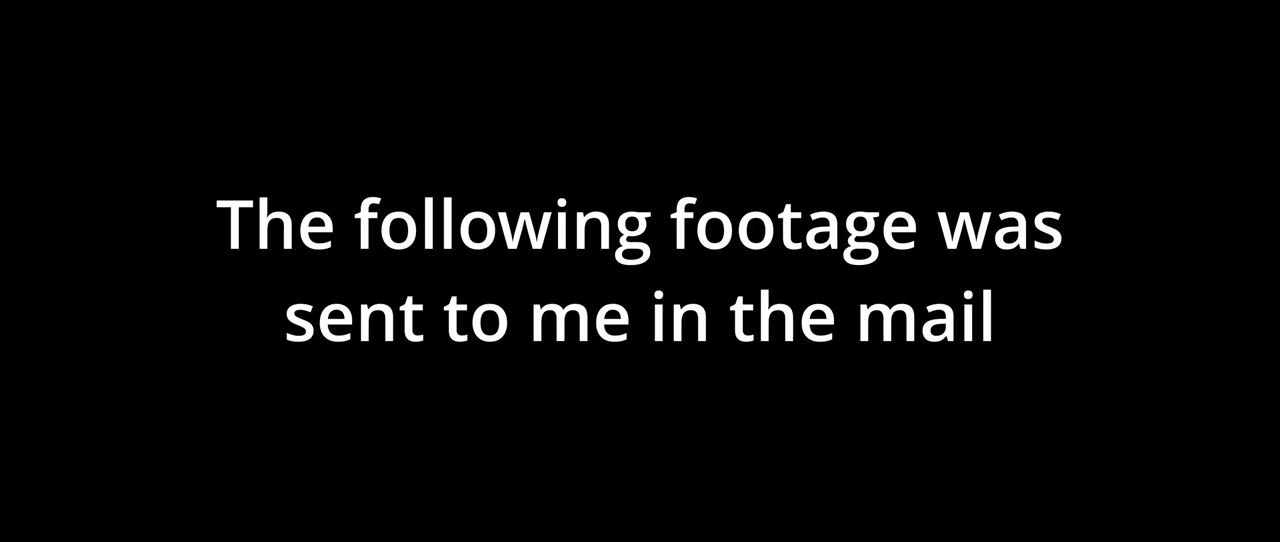 The following footage was
sent to me in the mail